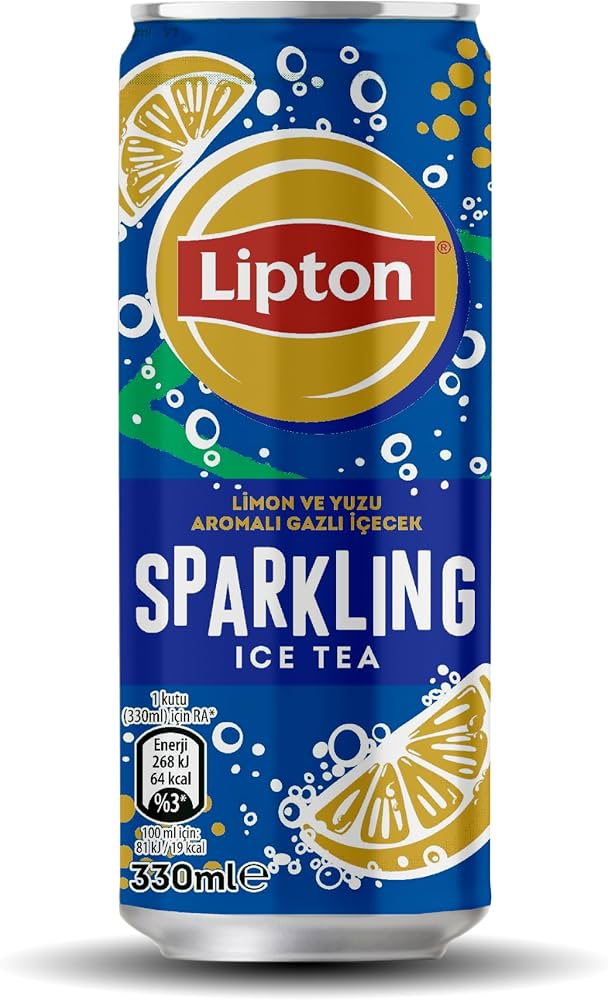 Lipton®
LİMON VE YUZU
AROMALI GAZLI İÇECEK
SPARKLING
ICE TEA
1 kutu
(330ml) için RA*
Enerji
268 kJ
64 kcal
%3*
100 ml için:
81 kJ / 19 kcal
330ml℮